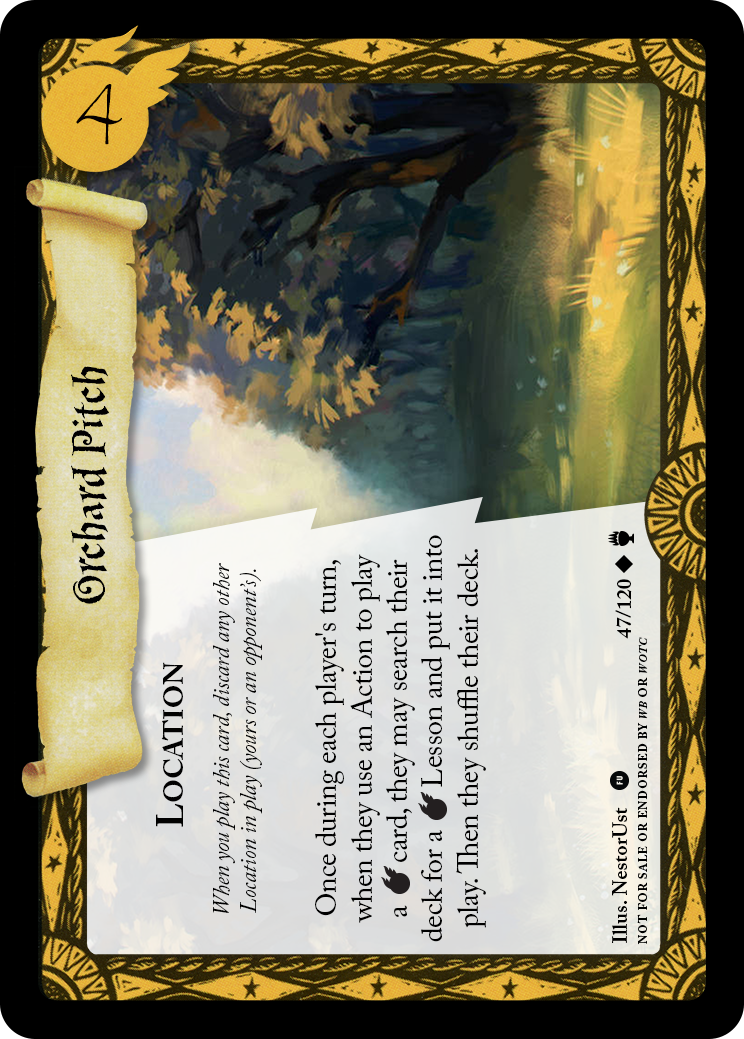 4
Orchard Pitch
LOCATION
When you play this card, discard any other
Location in play (yours or an opponent's).
Once during each player's turn,
when they use an Action to play
a card, they may search their
deck for a Lesson and put it into
play. Then they shuffle their deck.
Illus. NestorUst FU 47/120
NOT FOR SALE OR ENDORSED BY WB OR WOTC